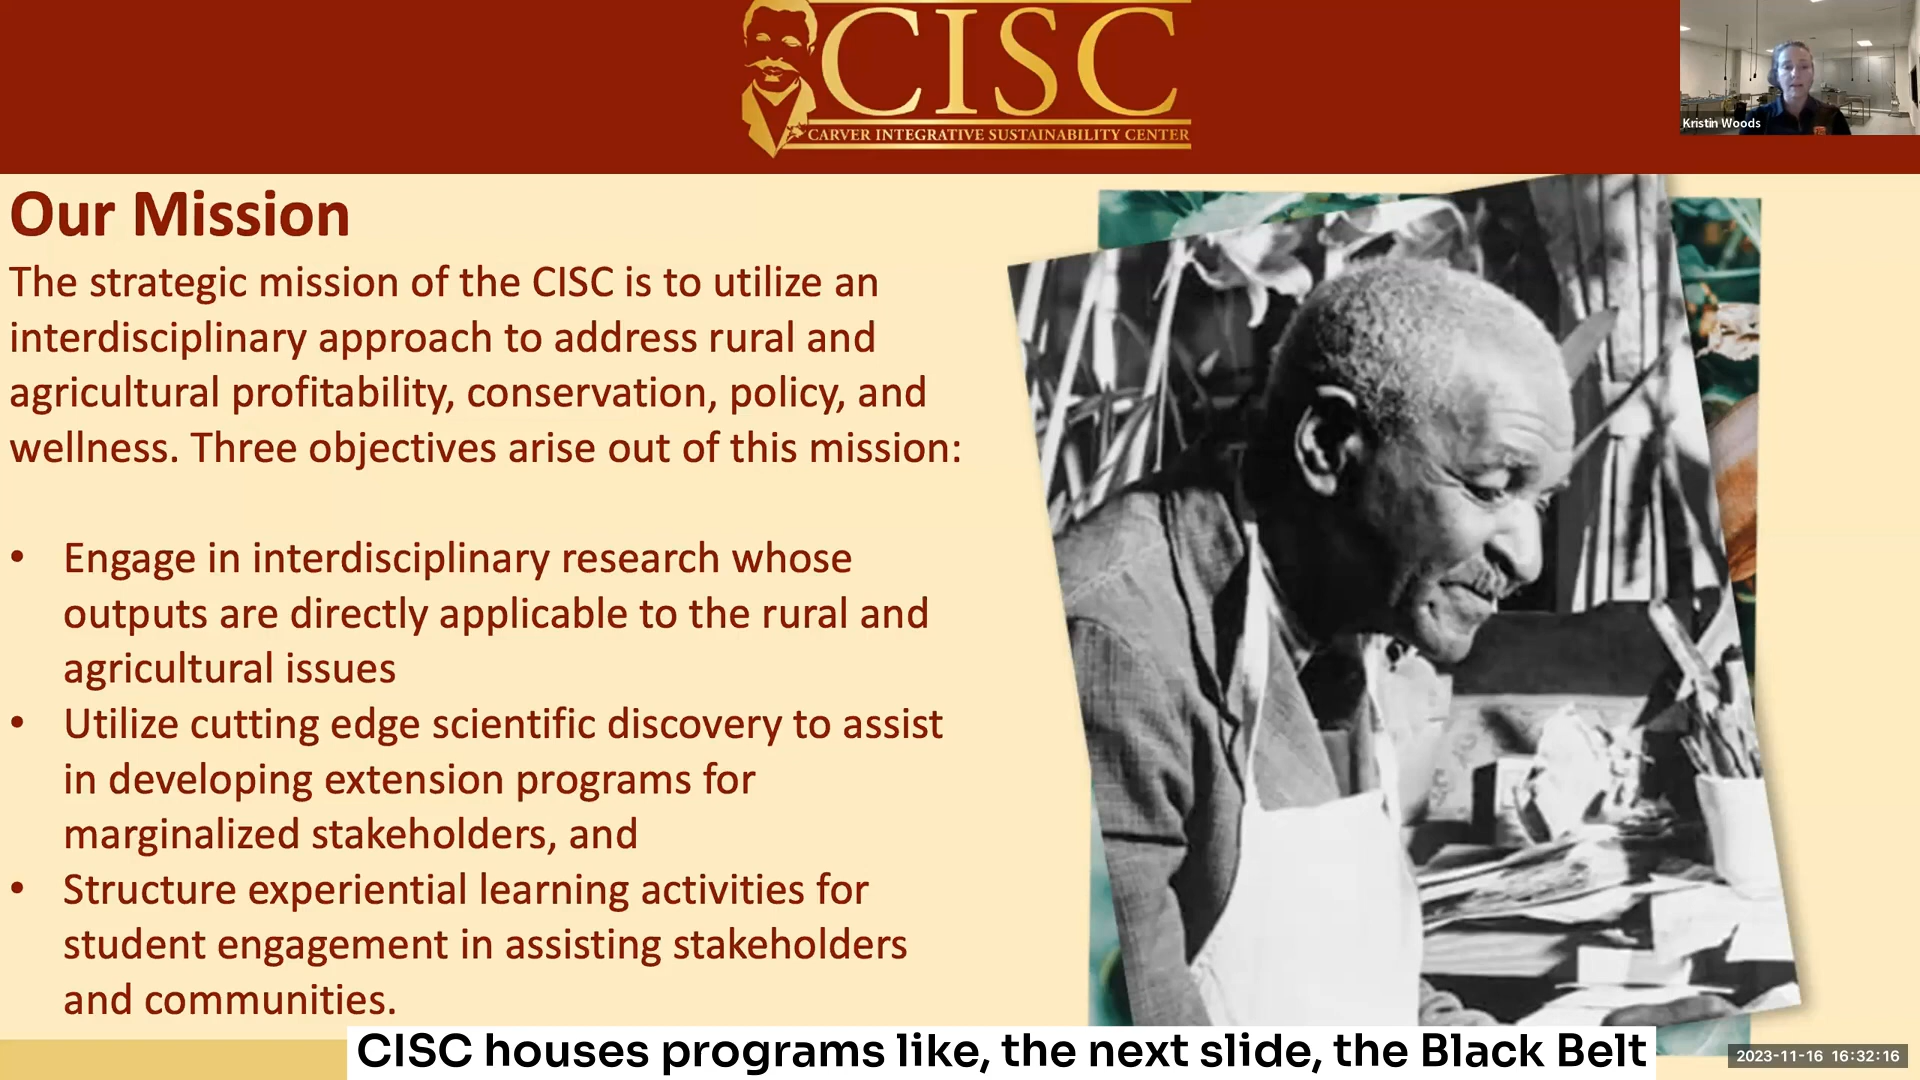 CISC
CARVER INTEGRATIVE SUSTAINABILITY CENTER
Kristin Woods
Our Mission
The strategic mission of the CISC is to utilize an
interdisciplinary approach to address rural and
agricultural profitability, conservation, policy, and
wellness. Three objectives arise out of this mission:
• Engage in interdisciplinary research whose
outputs are directly applicable to the rural and
agricultural issues
• Utilize cutting edge scientific discovery to assist
in developing extension programs for
marginalized stakeholders, and
• Structure experiential learning activities for
student engagement in assisting stakeholders
and communities.
CISC houses programs like, the next slide, the Black Belt
2023-11-16 16:32:16